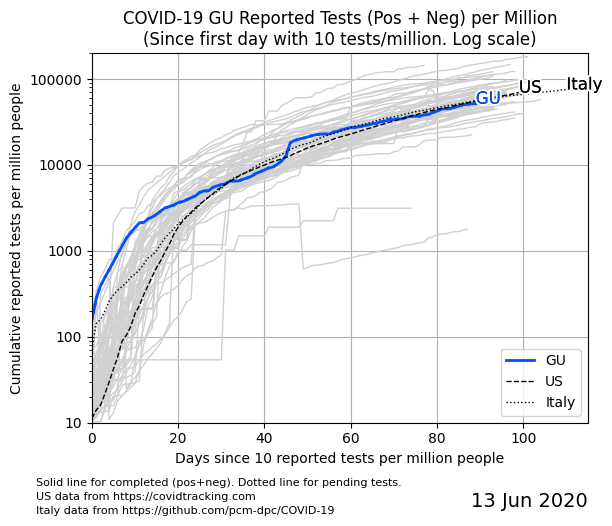 COVID-19 GU Reported Tests (Pos + Neg) per Million
(Since first day with 10 tests/million. Log scale)
Cumulative reported tests per million people
100000
10000
1000
100
10
US
Italy
GU
GU
US
Italy
0
20
40
60
80
100
Days since 10 reported tests per million people
Solid line for completed (pos+neg). Dotted line for pending tests.
US data from https://covidtracking.com
Italy data from https://github.com/pcm-dpc/COVID-19
13 Jun 2020